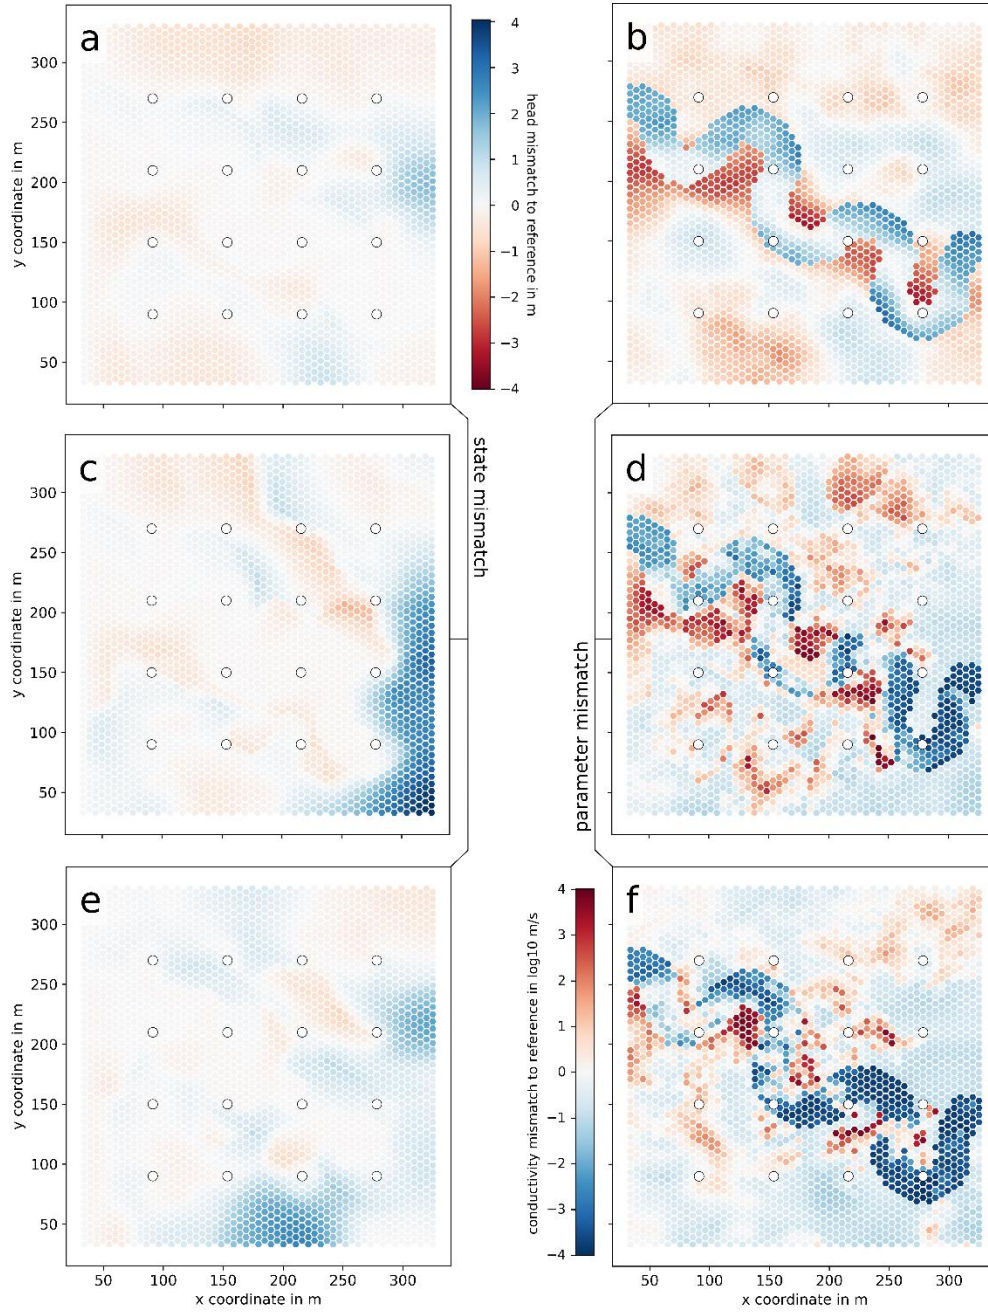 a
300
250
200
150
100
50
y coordinate in m
4
3
2
1
0
−1
−2
−3
−4
head mismatch to reference in m
b
c
300
250
200
150
100
50
y coordinate in m
state mismatch
d
parameter mismatch
e
300
250
200
150
100
50
y coordinate in m
50 100 150 200 250 300
x coordinate in m
4
3
2
1
0
−1
−2
−3
−4
conductivity mismatch to reference in log10 m/s
f
50 100 150 200 250 300
x coordinate in m